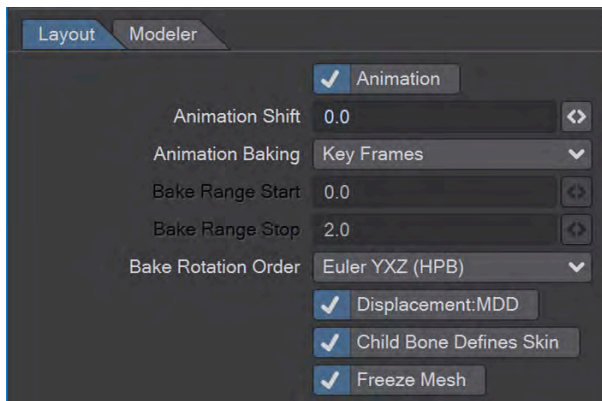 Layout Modeler
Animation
Animation Shift 0.0
Animation Baking Key Frames
Bake Range Start 0.0
Bake Range Stop 2.0
Bake Rotation Order Euler YXZ (HPB)
Displacement:MDD
Child Bone Defines Skin
Freeze Mesh